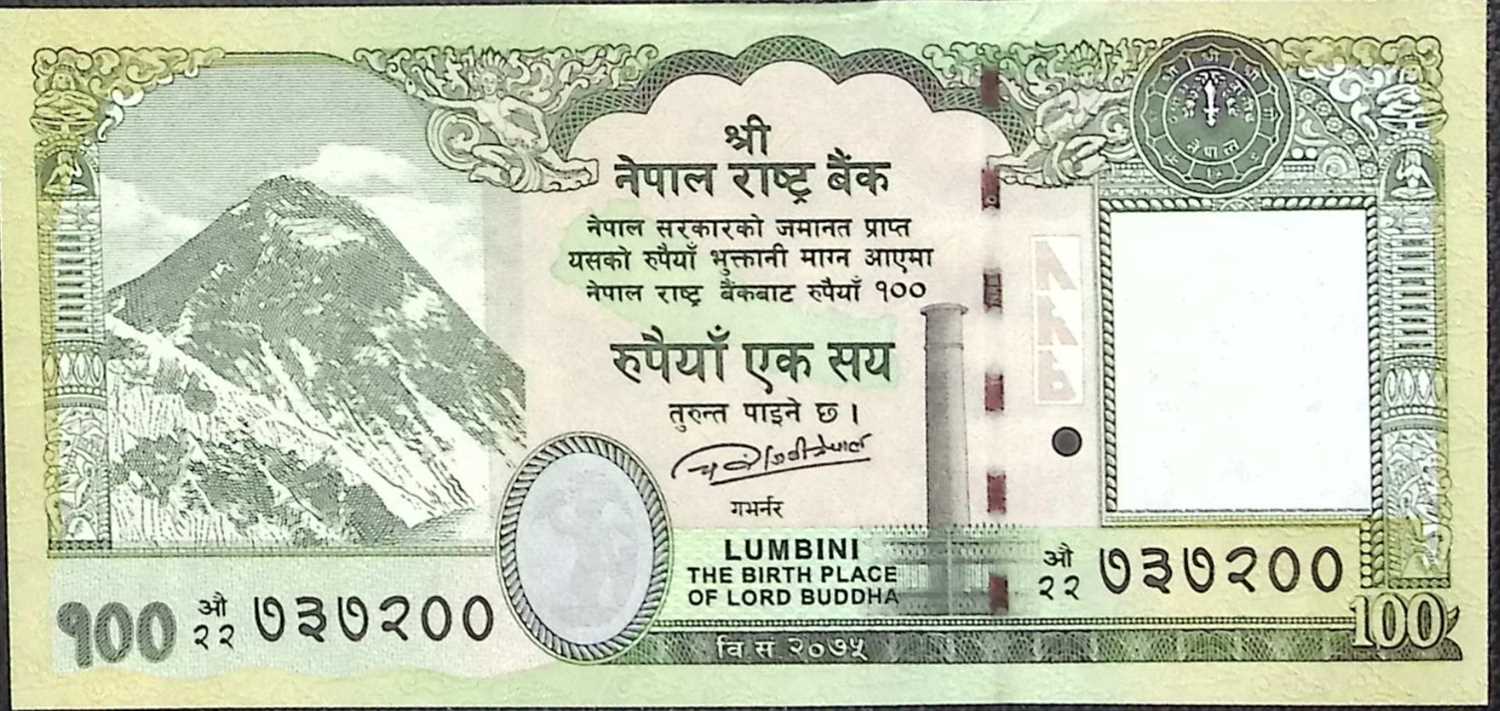 श्री
नेपाल राष्ट्र बैंक
नेपाल सरकारको जमानत प्राप्त
यसको रुपैयाँ भुक्तानी माग्न आएमा
नेपाल राष्ट्र बैंकबाट रुपैयाँ १००
रुपैयाँ एक सय
तुरुन्त पाइने छ।
गभर्नर
LUMBINI
THE BIRTH PLACE
OF LORD BUDDHA
औ
२२ ७३७२००
१००
औ
२२ ७३७२००
100
वि सं २०७५